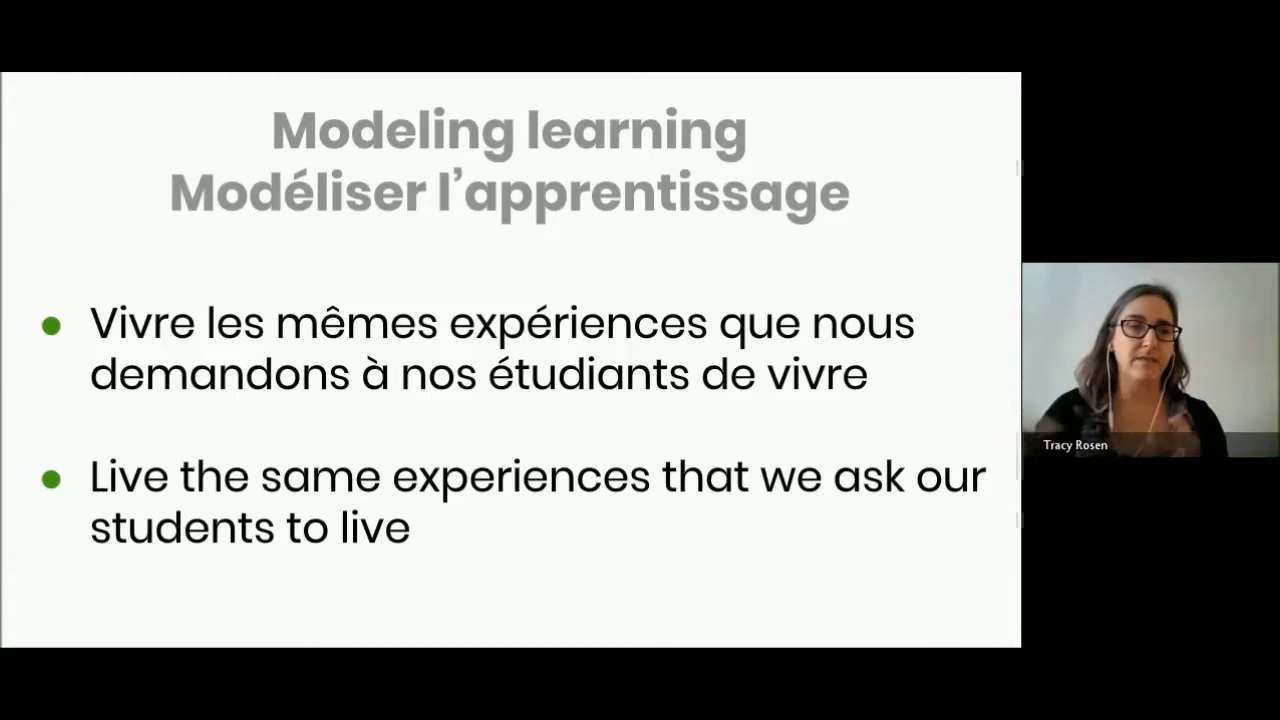 Modeling learning
Modéliser l’apprentissage
Vivre les mêmes expériences que nous
demandons à nos étudiants de vivre
Live the same experiences that we ask our
students to live
Tracy Rosen